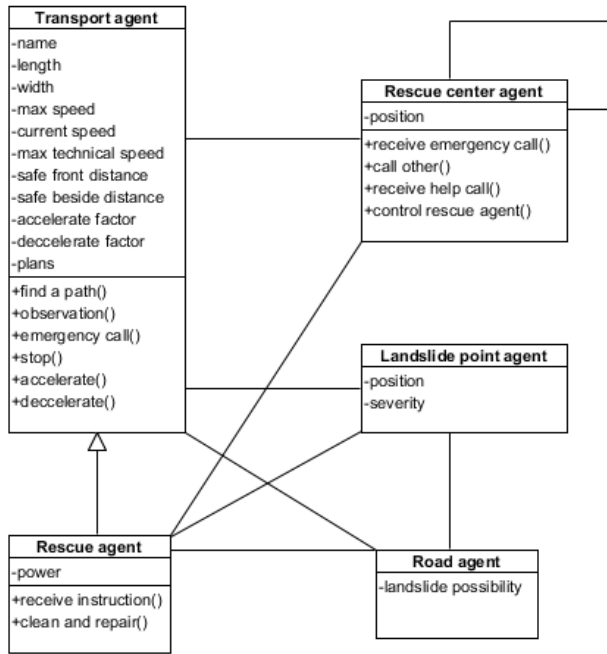 Transport agent
-name
-length
-width
-max speed
-current speed
-max technical speed
-safe front distance
-safe beside distance
-accelerate factor
-deccelerate factor
-plans
+find a path()
+observation()
+emergency call()
+stop()
+accelerate()
+deccelerate()
Rescue center agent
-position
+receive emergency call()
+call other()
+receive help call()
+control rescue agent()
Landslide point agent
-position
-severity
Rescue agent
-power
+receive instruction()
+clean and repair()
Road agent
-landslide possibility